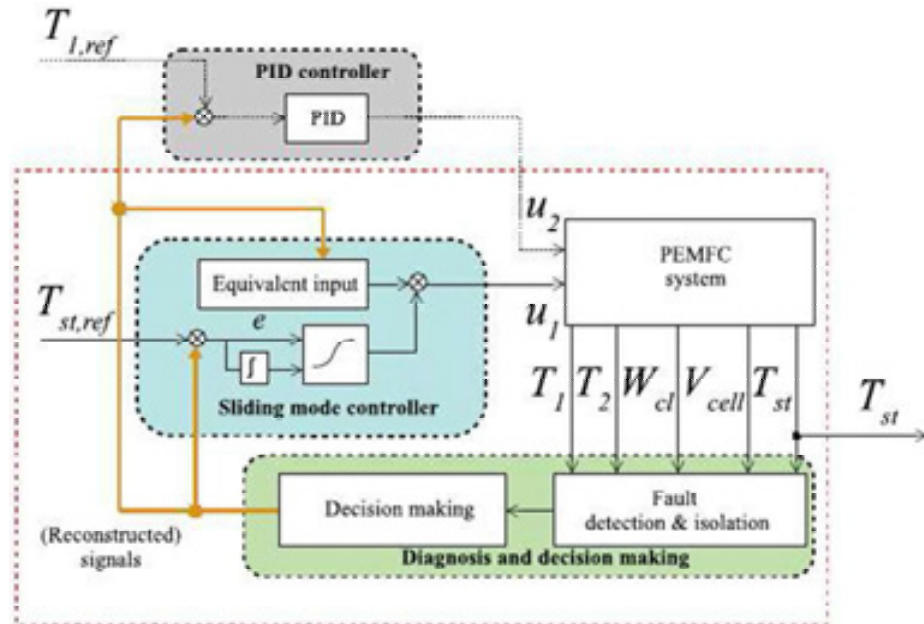 T1,ref
PID controller
PID
u2
PEMFC
system
Equivalent input
Tst,ref
e
∫
u1
Sliding mode controller
T1 T2 Wcl Vcell Tst
Tst
Decision making
Fault
detection & isolation
(Reconstructed)
signals
Diagnosis and decision making